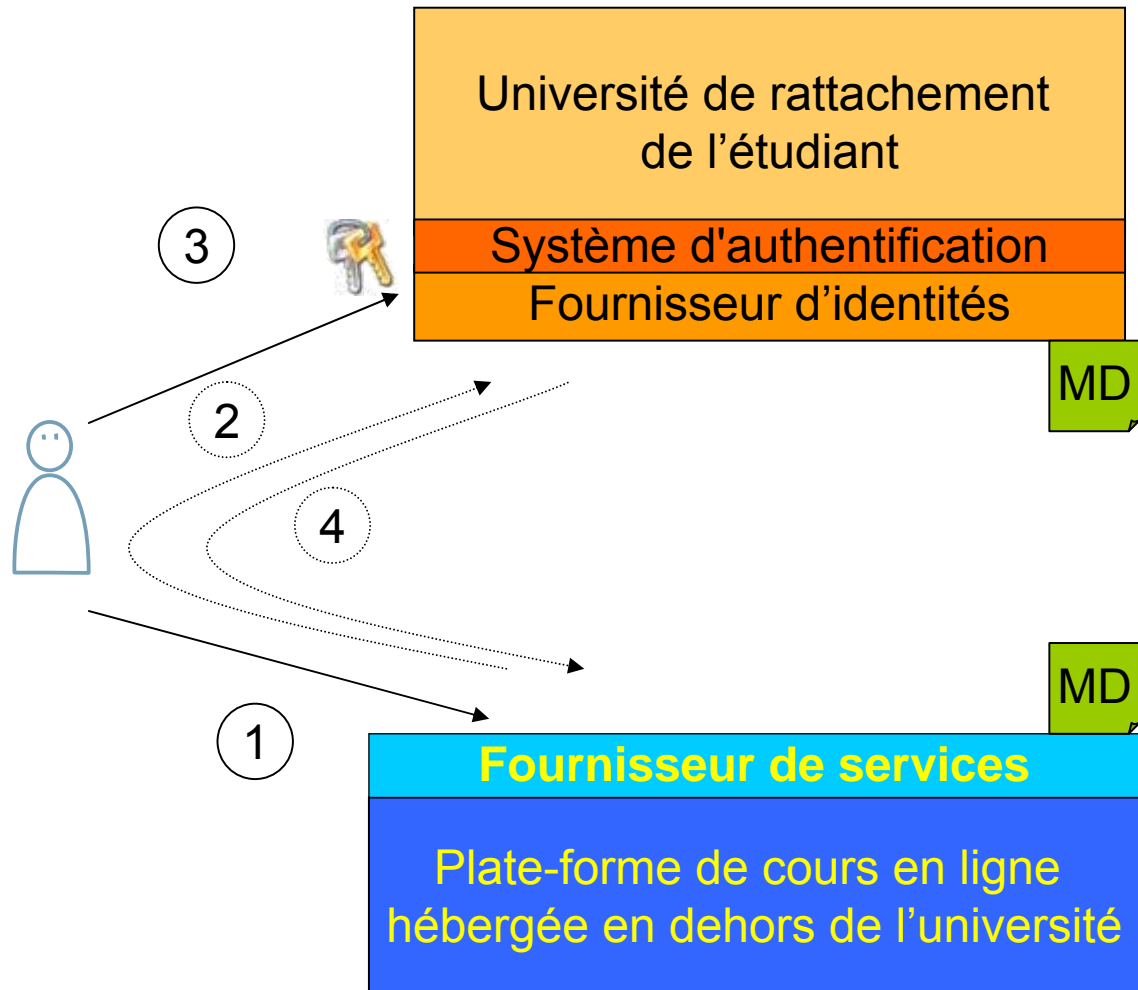 Université de rattachement
de l’étudiant
3
Système d'authentification
Fournisseur d’identités
MD
2
4
MD
1
Fournisseur de services
Plate-forme de cours en ligne
hébergée en dehors de l’université